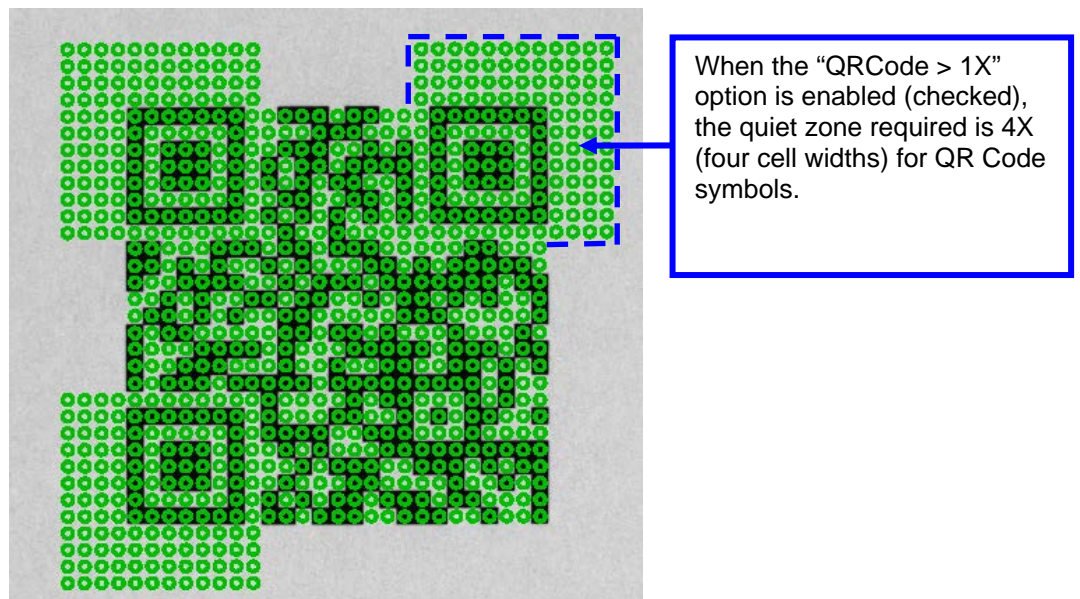 When the “QRCode > 1X”
option is enabled (checked),
the quiet zone required is 4X
(four cell widths) for QR Code
symbols.